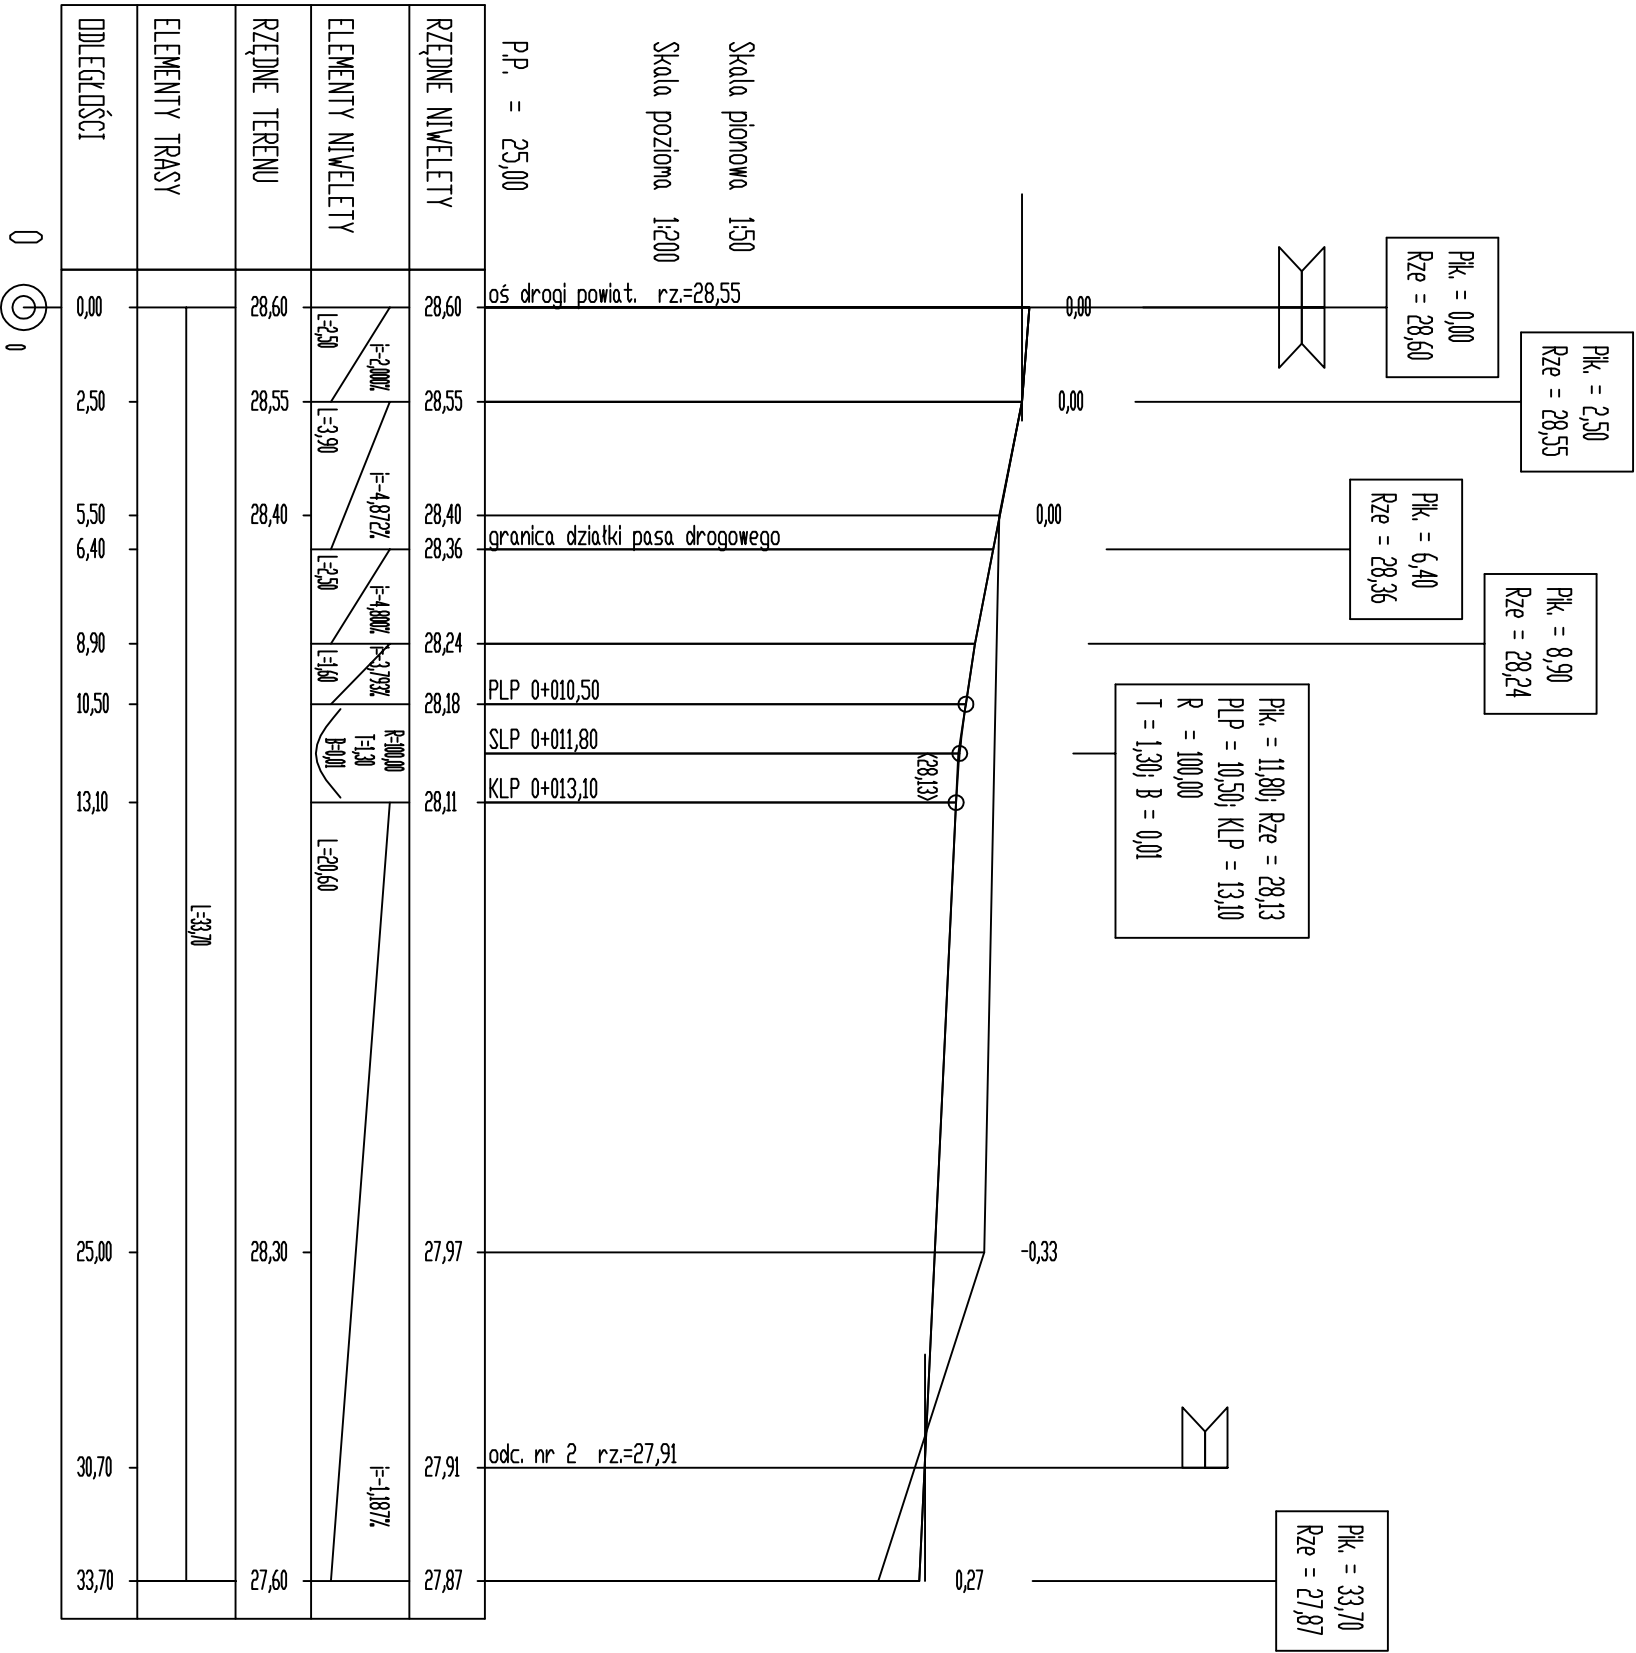 Pik. = 0,00
Rze = 28,60
Pik. = 2,50
Rze = 28,55
Pik. = 6,40
Rze = 28,36
Pik. = 8,90
Rze = 28,24
Pik. = 11,80; Rze = 28,13
PLP = 10,50; KLP = 13,10
R = 100,00
T = 1,30; B = 0,01
Pik. = 33,70
Rze = 27,87
0,00
0,00
0,00
-0,33
0,27
Skala pionowa 1:50
Skala pozioma 1:200
P.P. = 25,00
oś drogi powiat. rz.=28,55
granica działki pasa drogowego
PLP 0+010,50
SLP 0+011,80
KLP 0+013,10
<28,13>
odc. nr 2 rz.=27,91
RZĘDNE NIWELETY
28,60
28,55
28,40
28,36
28,24
28,18
28,11
27,97
27,91
27,87
ELEMENTY NIWELETY
i=-2,000%
L=2,50
i=-4,872%
L=3,90
i=-4,800%
L=2,50
i=-3,793%
L=1,60
R=100,00
T=1,30
B=0,01
L=20,60
i=-1,187%
RZĘDNE TERENU
28,60
28,55
28,40
28,30
27,60
ELEMENTY TRASY
L=33,70
ODLEGŁOŚCI
0,00
2,50
5,50
6,40
8,90
10,50
13,10
25,00
30,70
33,70
0
0